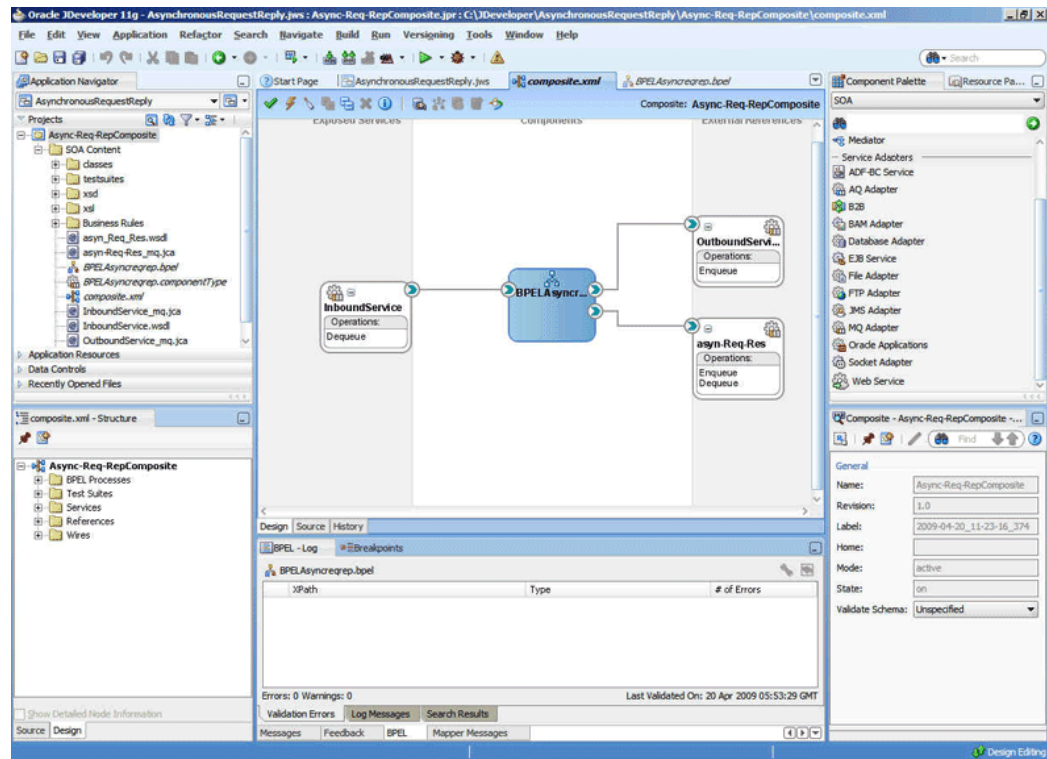 Oracle JDeveloper 11g - AsynchronousRequestReply.jws : Async-Req-RepComposite.jpr : C:\JDeveloper\AsynchronousRequestReply\Async-Req-RepComposite\composite.xml
File Edit View Application Refactor Search Navigate Build Run Versioning Tools Window Help
Search
Application Navigator
AsynchronousRequestReply
Projects
Async-Req-RepComposite
SOA Content
classes
testsuites
xsd
xsl
Business Rules
asyn_Req_Res.wsdl
asyn-Req-Res_mq.jca
BPELAsyncreqrep.bpel
BPELAsyncreqrep.componentType
composite.xml
InboundService_mq.jca
InboundService.wsdl
OutboundService_mq.jca
Application Resources
Data Controls
Recently Opened Files
composite.xml - Structure
Async-Req-RepComposite
BPEL Processes
Test Suites
Services
References
Wires
Show Detailed Node Information
Source Design
Start Page AsynchronousRequestReply.jws composite.xml BPELAsyncreqrep.bpel
Composite: Async-Req-RepComposite
Exposed Services Components External References
InboundService
Operations:
Dequeue
BPELAsyncr...
OutboundServi...
Operations:
Enqueue
asyn-Req-Res
Operations:
Enqueue
Dequeue
Design Source History
BPEL - Log Breakpoints
BPELAsyncreqrep.bpel
XPath Type # of Errors
Errors: 0 Warnings: 0 Last Validated On: 20 Apr 2009 05:53:29 GMT
Validation Errors Log Messages Search Results
Messages Feedback BPEL Mapper Messages
Component Palette Resource Pa...
SOA
Mediator
Service Adapters
ADF-BC Service
AQ Adapter
B2B
BAM Adapter
Database Adapter
EJB Service
File Adapter
FTP Adapter
JMS Adapter
MQ Adapter
Oracle Applications
Socket Adapter
Web Service
Composite - Async-Req-RepComposite -...
Find
General
Name: Async-Req-RepComposite
Revision: 1.0
Label: 2009-04-20_11-23-16_374
Home:
Mode: active
State: on
Validate Schema: Unspecified
Design Editing